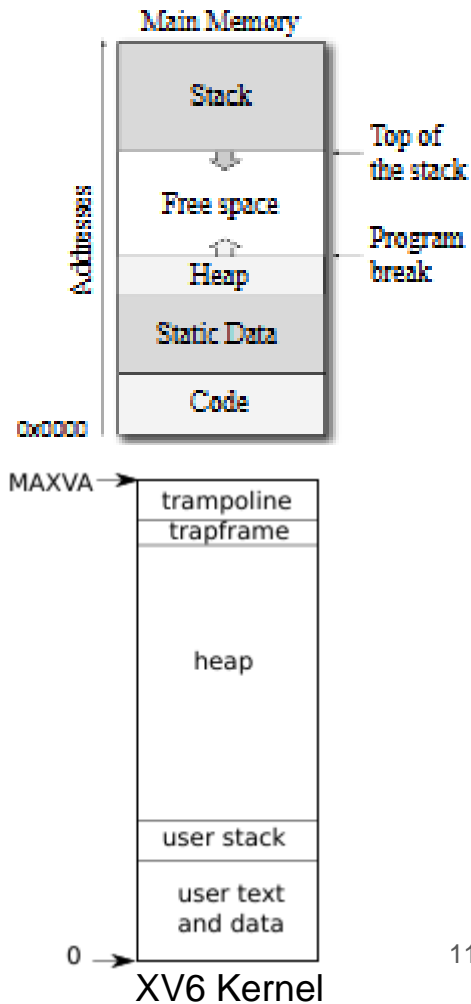 Main Memory
Stack
Top of
the stack
Free space
Program
break
Heap
Static Data
Code
Addresses
0x0000
MAXVA
trampoline
trapframe
heap
user stack
user text
and data
0
11
XV6 Kernel